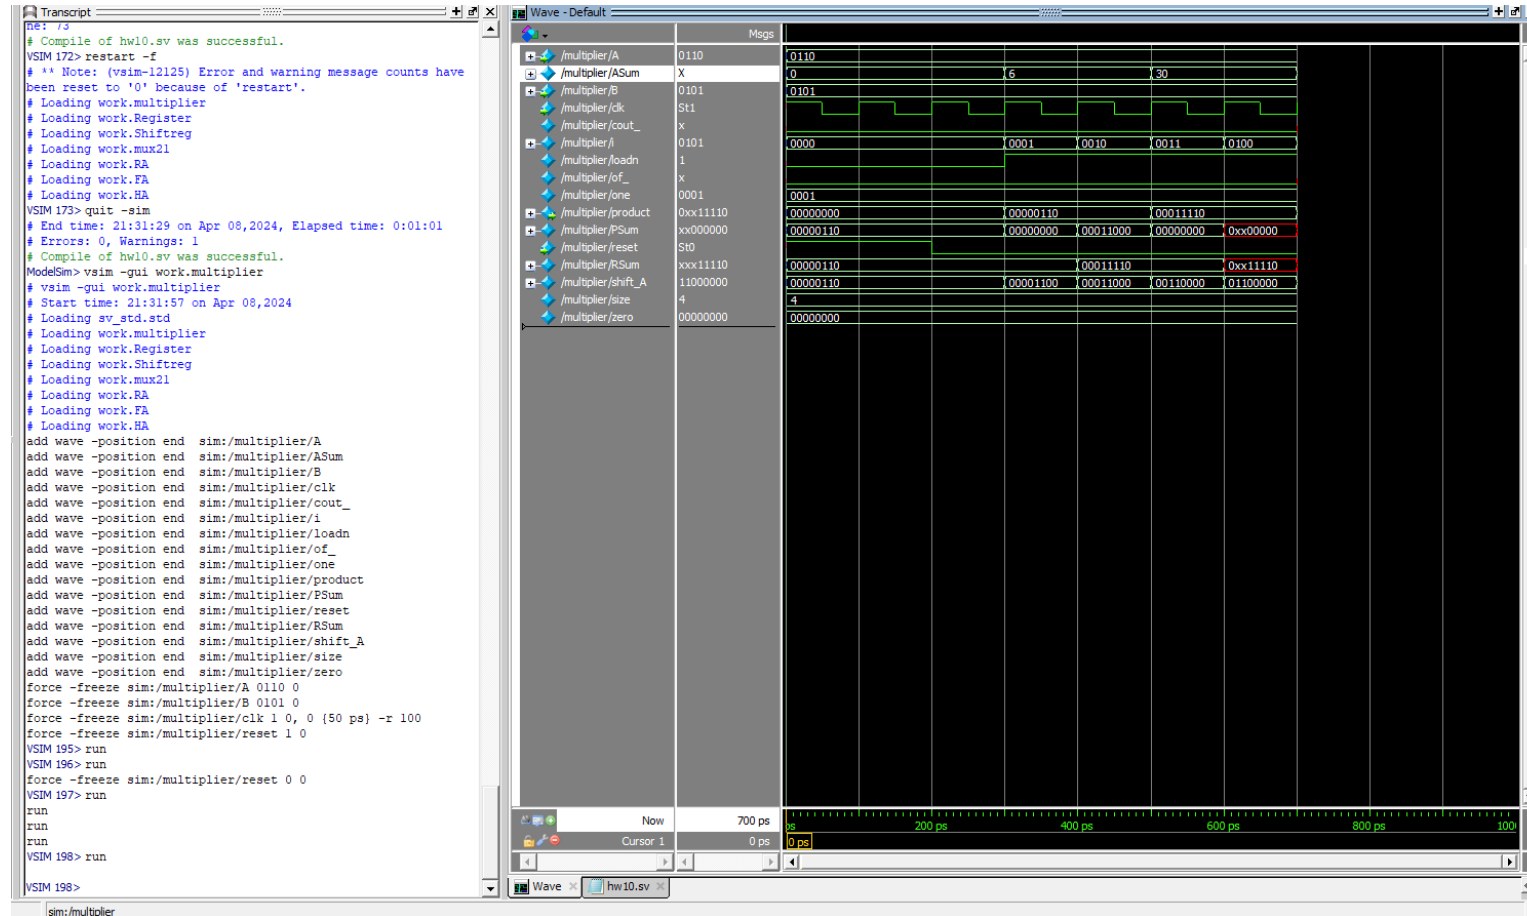 Transcript
ne: 73
# Compile of hw10.sv was successful.
VSIM 172> restart -f
# ** Note: (vsim-12125) Error and warning message counts have
been reset to '0' because of 'restart'.
# Loading work.multiplier
# Loading work.Register
# Loading work.Shiftreg
# Loading work.mux21
# Loading work.RA
# Loading work.FA
# Loading work.HA
VSIM 173> quit -sim
# End time: 21:31:29 on Apr 08,2024, Elapsed time: 0:01:01
# Errors: 0, Warnings: 1
# Compile of hw10.sv was successful.
ModelSim> vsim -gui work.multiplier
# vsim -gui work.multiplier
# Start time: 21:31:57 on Apr 08,2024
# Loading sv_std.std
# Loading work.multiplier
# Loading work.Register
# Loading work.Shiftreg
# Loading work.mux21
# Loading work.RA
# Loading work.FA
# Loading work.HA
add wave -position end  sim:/multiplier/A
add wave -position end  sim:/multiplier/ASum
add wave -position end  sim:/multiplier/B
add wave -position end  sim:/multiplier/clk
add wave -position end  sim:/multiplier/cout_
add wave -position end  sim:/multiplier/i
add wave -position end  sim:/multiplier/loadn
add wave -position end  sim:/multiplier/of_
add wave -position end  sim:/multiplier/one
add wave -position end  sim:/multiplier/product
add wave -position end  sim:/multiplier/PSum
add wave -position end  sim:/multiplier/reset
add wave -position end  sim:/multiplier/RSum
add wave -position end  sim:/multiplier/shift_A
add wave -position end  sim:/multiplier/size
add wave -position end  sim:/multiplier/zero
force -freeze sim:/multiplier/A 0110 0
force -freeze sim:/multiplier/B 0101 0
force -freeze sim:/multiplier/clk 1 0, 0 {50 ps} -r 100
force -freeze sim:/multiplier/reset 1 0
VSIM 195> run
VSIM 196> run
force -freeze sim:/multiplier/reset 0 0
VSIM 197> run
run
run
run
VSIM 198> run
VSIM 198>
sim:/multiplier
Wave - Default
Msgs
/multiplier/A 0110 0110
/multiplier/ASum X 0 6 30
/multiplier/B 0101 0101
/multiplier/clk St1
/multiplier/cout_ x
/multiplier/i 0101 0000 0001 0010 0011 0100
/multiplier/loadn 1
/multiplier/of_ x
/multiplier/one 0001 0001
/multiplier/product 0xx11110 00000000 00000110 00011110
/multiplier/PSum xx000000 00000110 00000000 00011000 00000000 0xx00000
/multiplier/reset St0
/multiplier/RSum xxx11110 00000110 00011110 0xx11110
/multiplier/shift_A 11000000 00000110 00001100 00011000 00110000 01100000
/multiplier/size 4 4
/multiplier/zero 00000000 00000000
Now 700 ps ps 200 ps 400 ps 600 ps 800 ps 100
Cursor 1 0 ps 0 ps
Wave hw10.sv